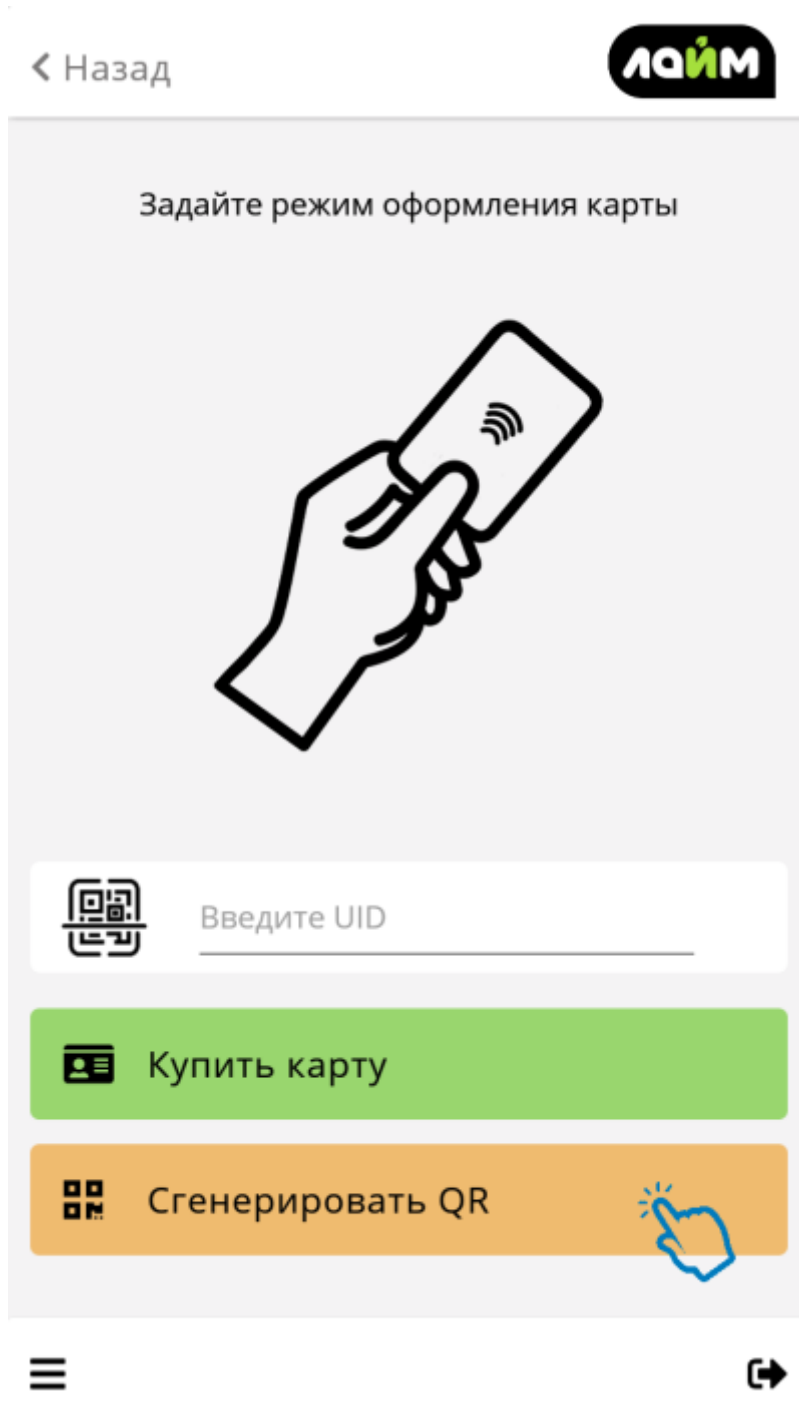 Назад
лайм
Задайте режим оформления карты
Введите UID
Купить карту
Сгенерировать QR